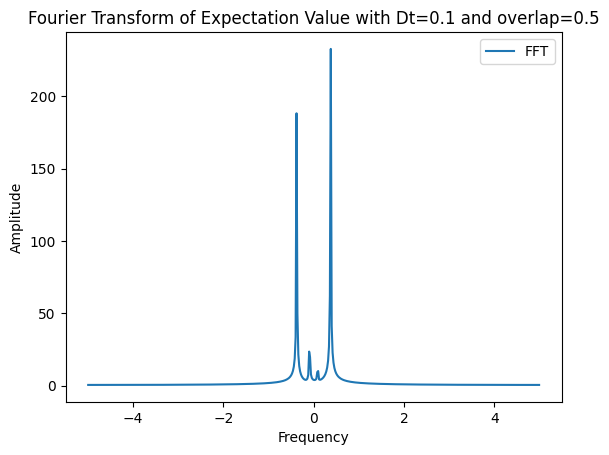 Fourier Transform of Expectation Value with Dt=0.1 and overlap=0.5
FFT
Amplitude
200
150
100
50
0
−4
−2
0
2
4
Frequency